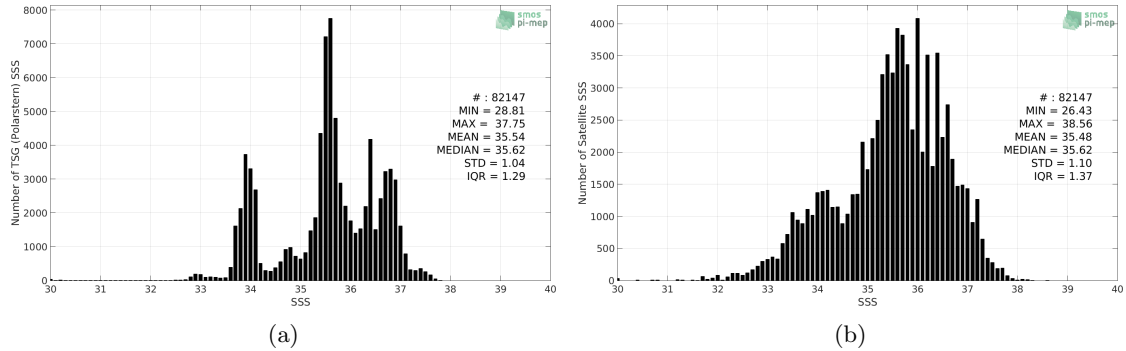 8000
7000
6000
5000
4000
3000
2000
1000
0
Number of TSG (Polarstern) SSS
smos
pi-mep
# : 82147
MIN = 28.81
MAX = 37.75
MEAN = 35.54
MEDIAN = 35.62
STD = 1.04
IQR = 1.29
30 31 32 33 34 35 36 37 38 39 40
SSS
(a)
4000
3500
3000
2500
2000
1500
1000
500
0
Number of Satellite SSS
smos
pi-mep
# : 82147
MIN = 26.43
MAX = 38.56
MEAN = 35.48
MEDIAN = 35.62
STD = 1.10
IQR = 1.37
30 31 32 33 34 35 36 37 38 39 40
SSS
(b)